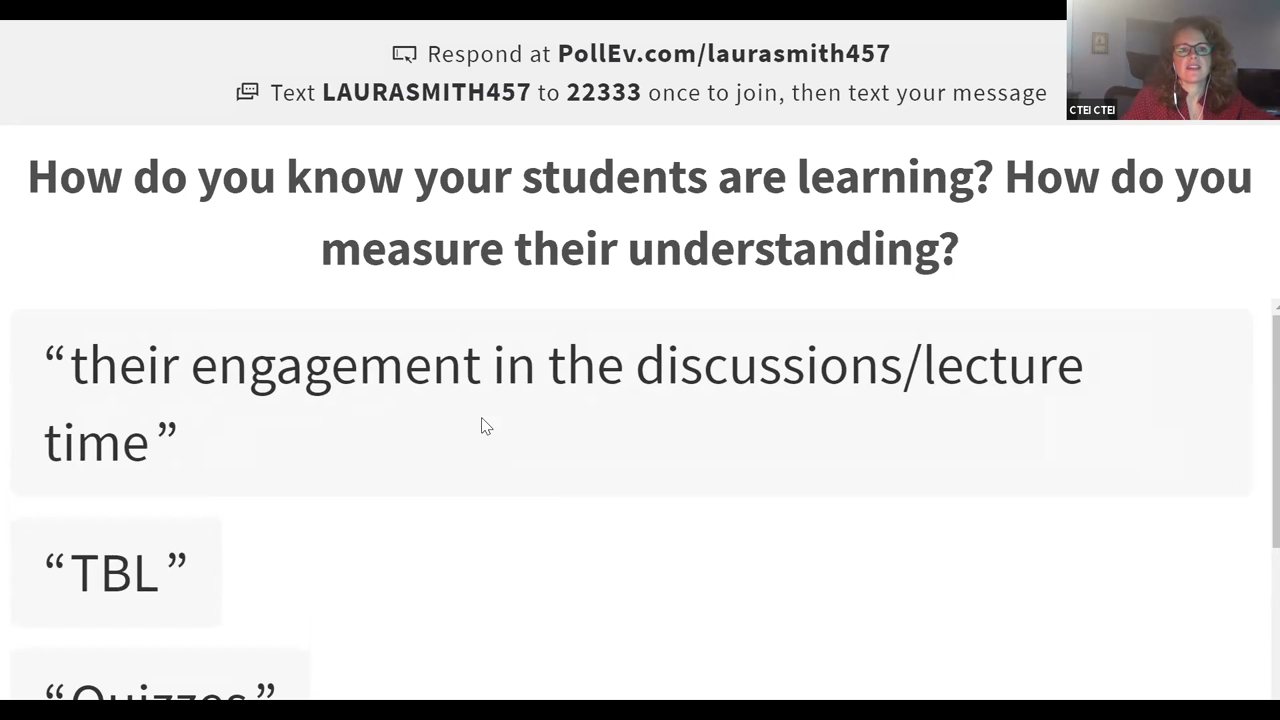 Respond at PollEv.com/laurasmith457
Text LAURASMITH457 to 22333 once to join, then text your message
CTEI CTEI
How do you know your students are learning? How do you
measure their understanding?
“their engagement in the discussions/lecture
time”
“TBL”
“Quizzes”